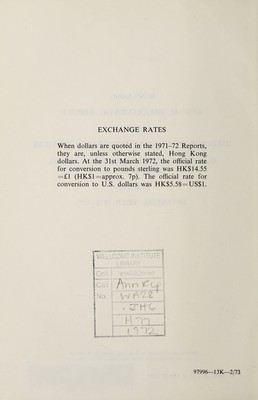 EXCHANGE RATES
When dollars are quoted in the 1971–72 Reports,
they are, unless otherwise stated, Hong Kong
dollars. At the 31st March 1972, the official rate
for conversion to pounds sterling was HK$14.55
=£1 (HK$1=approx. 7p). The official rate for
conversion to U.S. dollars was HK$5.58=US$1.
WELLCOME INSTITUTE
LIBRARY
Coll.
Call
No.
Ann Rep
WA28
.JH6
H77
1972
97996—13K—2/73